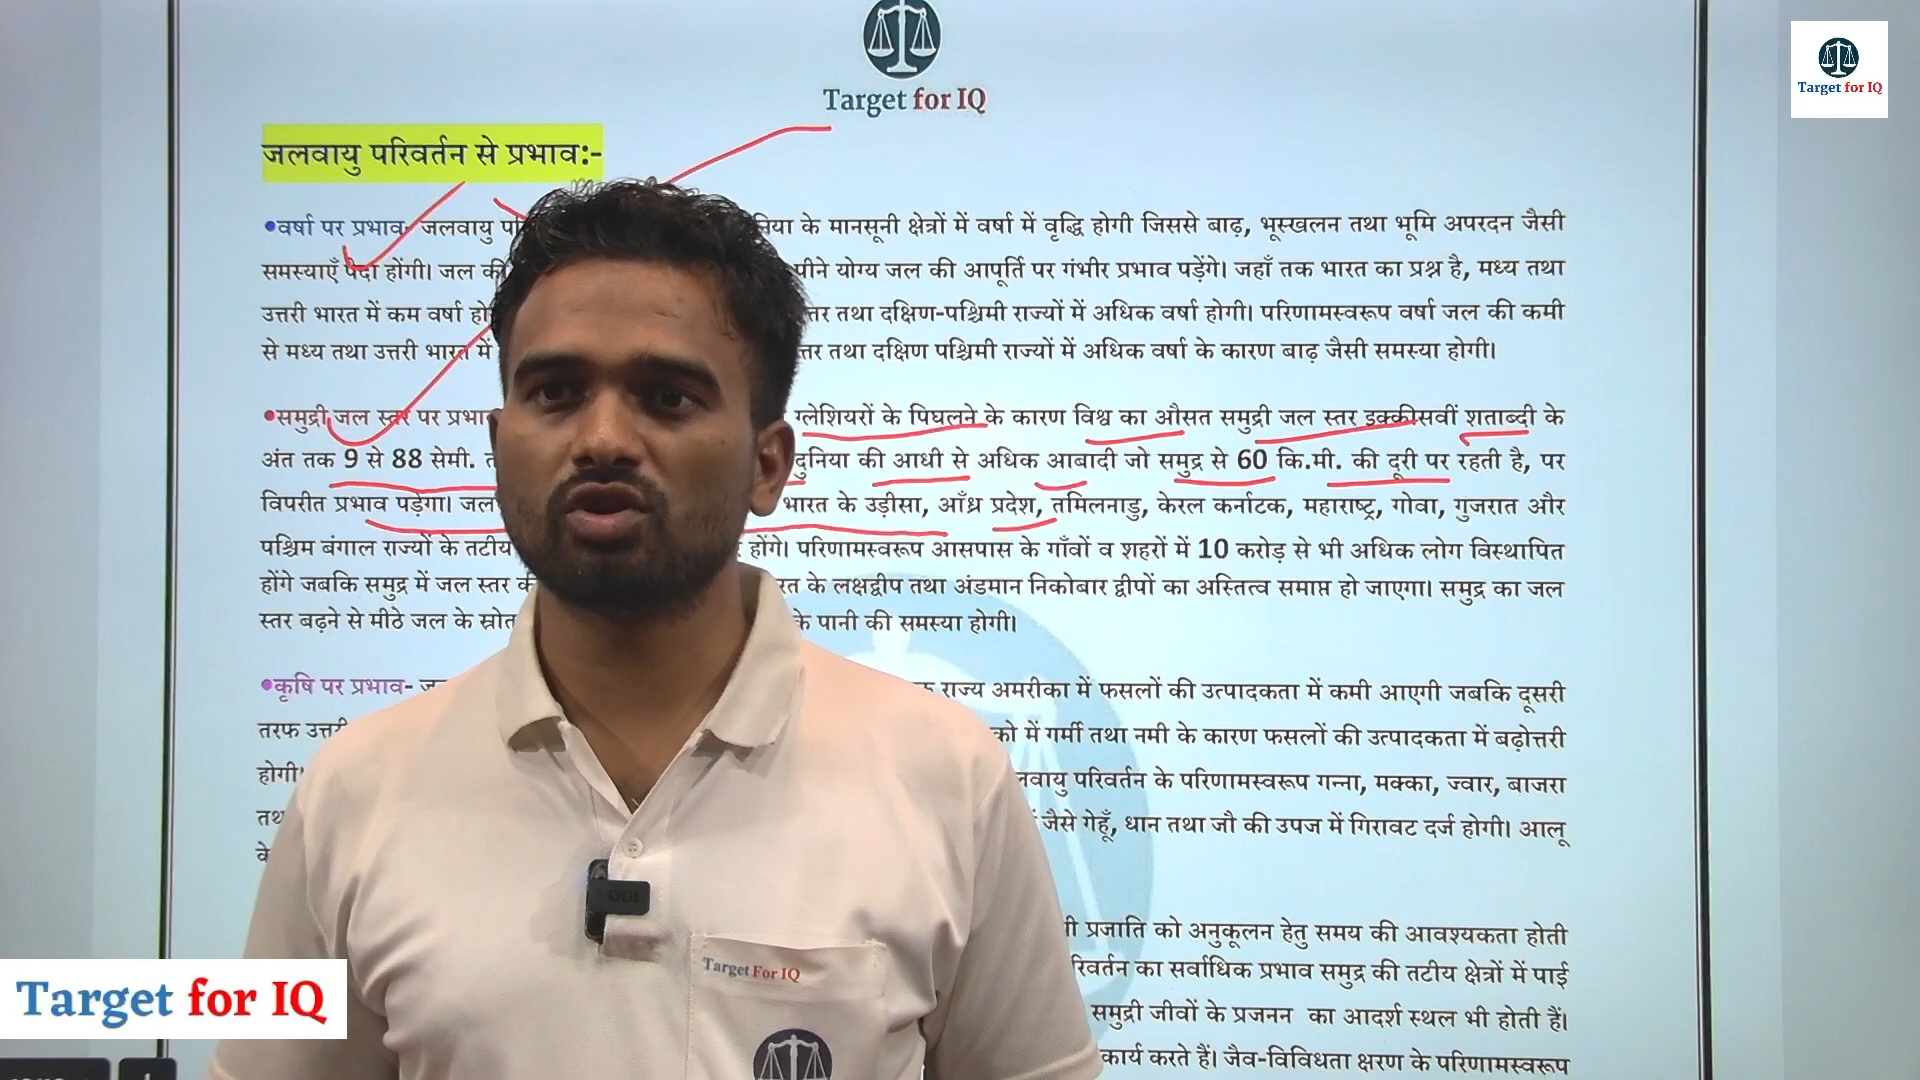 Target for IQ
Target for IQ
जलवायु परिवर्तन से प्रभाव:-
•वर्षा पर प्रभाव- जलवायु के मानसूनी क्षेत्रों में वर्षा में वृद्धि होगी जिससे बाढ़, भूस्खलन तथा भूमि अपरदन जैसी
समस्याएँ पैदा होंगी। जल की पीने योग्य जल की आपूर्ति पर गंभीर प्रभाव पड़ेंगे। जहाँ तक भारत का प्रश्न है, मध्य तथा
उत्तरी भारत में कम वर्षा तथा दक्षिण-पश्चिमी राज्यों में अधिक वर्षा होगी। परिणामस्वरूप वर्षा जल की कमी
से मध्य तथा उत्तरी भारत में तथा दक्षिण पश्चिमी राज्यों में अधिक वर्षा के कारण बाढ़ जैसी समस्या होगी।
•समुद्री जल स्तर पर प्रभाव ग्लेशियरों के पिघलने के कारण विश्व का औसत समुद्री जल स्तर इक्कीसवीं शताब्दी के
अंत तक 9 से 88 सेमी. दुनिया की आधी से अधिक आबादी जो समुद्र से 60 कि.मी. की दूरी पर रहती है, पर
विपरीत प्रभाव पड़ेगा। भारत के उड़ीसा, आँध्र प्रदेश, तमिलनाडु, केरल कर्नाटक, महाराष्ट्र, गोवा, गुजरात और
पश्चिम बंगाल राज्यों के तटीय होंगे। परिणामस्वरूप आसपास के गाँवों व शहरों में 10 करोड़ से भी अधिक लोग विस्थापित
होंगे जबकि समुद्र में जल स्तर के लक्षद्वीप तथा अंडमान निकोबार द्वीपों का अस्तित्व समाप्त हो जाएगा। समुद्र का जल
स्तर बढ़ने से मीठे जल के स्रोत के पानी की समस्या होगी।
•कृषि पर प्रभाव- राज्य अमरीका में फसलों की उत्पादकता में कमी आएगी जबकि दूसरी
तरफ में गर्मी तथा नमी के कारण फसलों की उत्पादकता में बढ़ोत्तरी
होगी। परिवर्तन के परिणामस्वरूप गन्ना, मक्का, ज्वार, बाजरा
जैसे गेहूँ, धान तथा जौ की उपज में गिरावट दर्ज होगी। आलू
प्रजाति को अनुकूलन हेतु समय की आवश्यकता होती
का सर्वाधिक प्रभाव समुद्र की तटीय क्षेत्रों में पाई
समुद्री जीवों के प्रजनन का आदर्श स्थल भी होती हैं।
कार्य करते हैं। जैव-विविधता क्षरण के परिणामस्वरूप
Target For IQ
Target for IQ